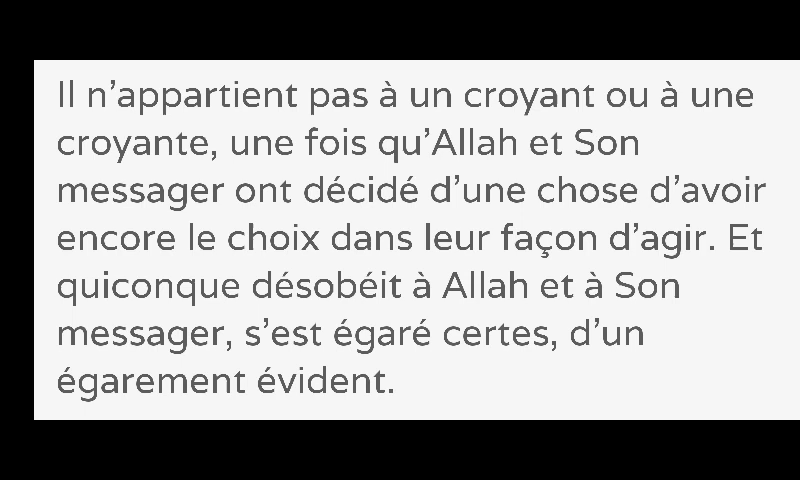 Il n’appartient pas à un croyant ou à une
croyante, une fois qu’Allah et Son
messager ont décidé d’une chose d’avoir
encore le choix dans leur façon d’agir. Et
quiconque désobéit à Allah et à Son
messager, s’est égaré certes, d’un
égarement évident.